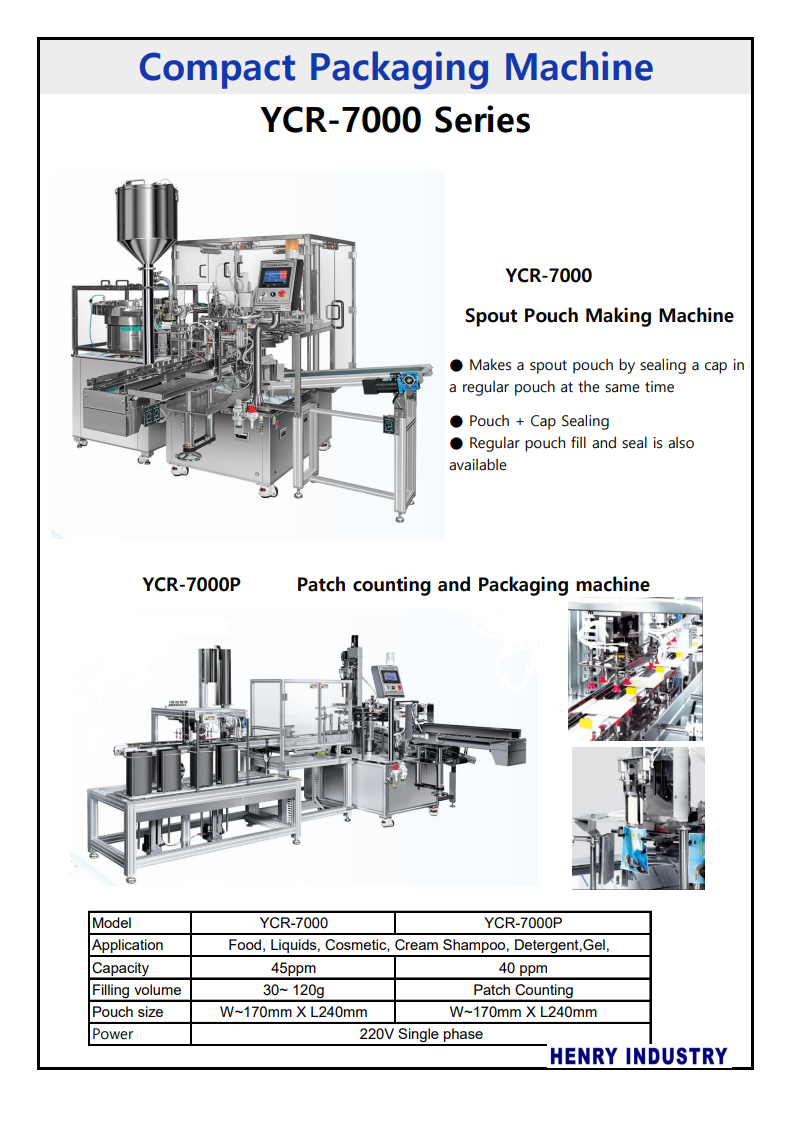 Compact Packaging Machine
YCR-7000 Series
YCR-7000
Spout Pouch Making Machine
● Makes a spout pouch by sealing a cap in
a regular pouch at the same time
● Pouch + Cap Sealing
● Regular pouch fill and seal is also
available
YCR-7000P Patch counting and Packaging machine
Model YCR-7000 YCR-7000P
Application Food, Liquids, Cosmetic, Cream Shampoo, Detergent,Gel,
Capacity 45ppm 40 ppm
Filling volume 30~ 120g Patch Counting
Pouch size W~170mm X L240mm W~170mm X L240mm
Power 220V Single phase
HENRY INDUSTRY